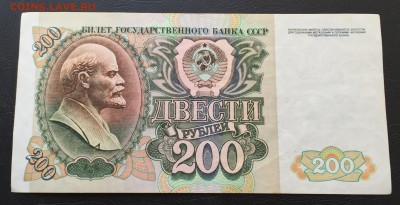 COINS.LAVE.RU
БИЛЕТ ГОСУДАРСТВЕННОГО БАНКА СССР
200
200
ДВЕСТИ
РУБЛЕЙ
200
200